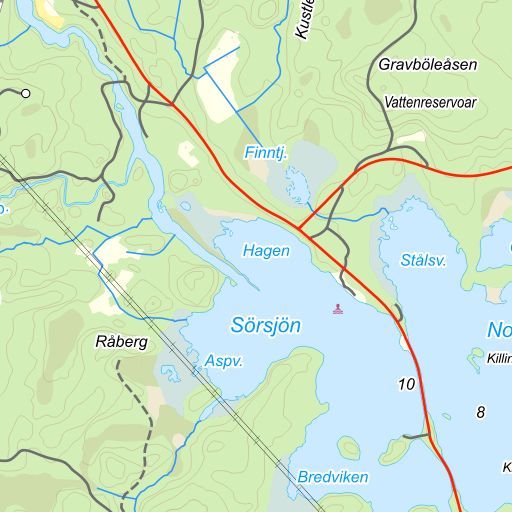 Kustle
Gravböleåsen
Vattenreservoar
Finntj.
Hagen
Stålsv.
Sörsjön
No
Råberg
Killin
Aspv.
10
8
Bredviken
K